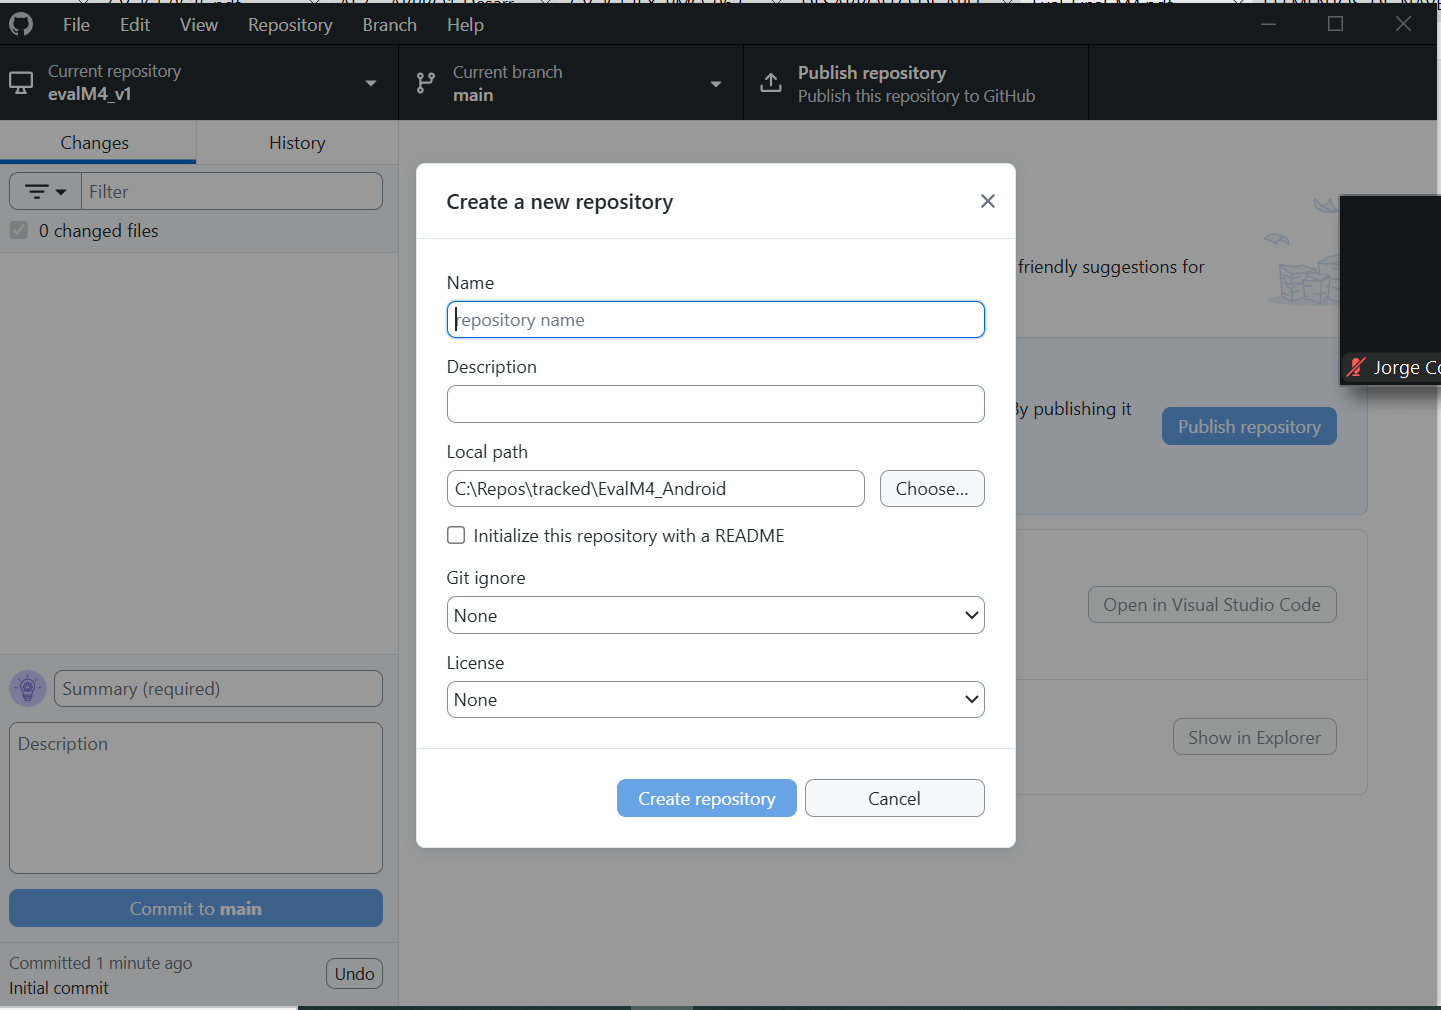 File Edit View Repository Branch Help
Current repository
evalM4_v1
Current branch
main
Publish repository
Publish this repository to GitHub
Changes
History
Filter
0 changed files
friendly suggestions for
By publishing it
Publish repository
Open in Visual Studio Code
Show in Explorer
Jorge
Create a new repository
Name
repository name
Description
Local path
C:\Repos\tracked\EvalM4_Android
Choose...
Initialize this repository with a README
Git ignore
None
License
None
Create repository
Cancel
Summary (required)
Description
Commit to main
Committed 1 minute ago
Undo
Initial commit